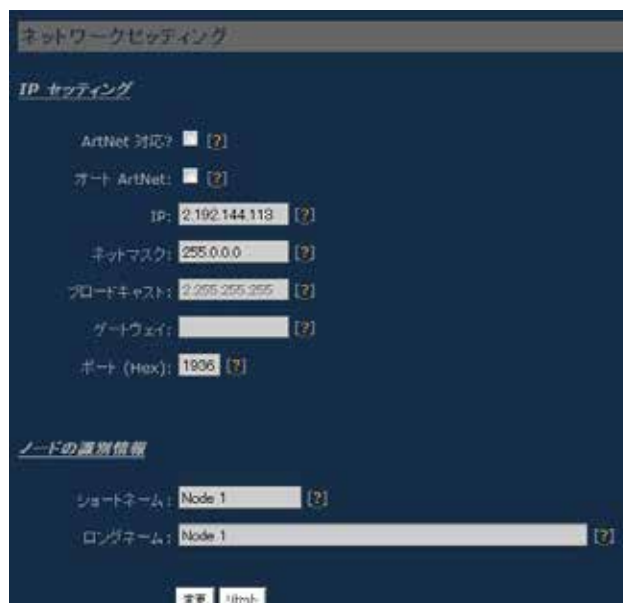 ネットワークセッティング
IP セッティング
ArtNet 対応? [?]
オート ArtNet: [?]
IP: 2.192.144.113 [?]
ネットマスク: 255.0.0.0 [?]
ブロードキャスト: 2.255.255.255 [?]
ゲートウェイ: [?]
ポート (Hex): 1936 [?]
ノードの識別情報
ショートネーム: Node 1 [?]
ロングネーム: Node 1 [?]
変更 リセット